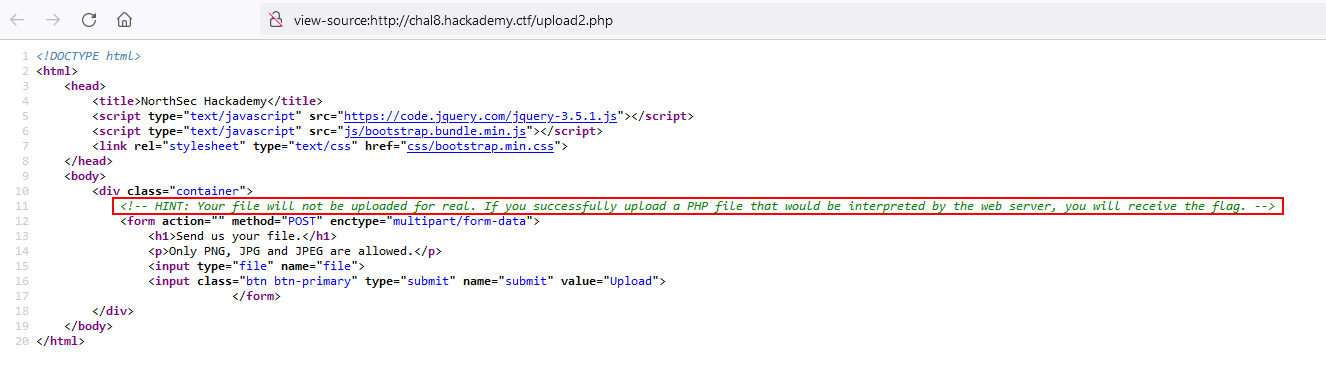 view-source:http://chal8.hackademy.ctf/upload2.php
1 <!DOCTYPE html>
2 <html>
3 <head>
4 <title>NorthSec Hackademy</title>
5 <script type="text/javascript" src="https://code.jquery.com/jquery-3.5.1.js"></script>
6 <script type="text/javascript" src="js/bootstrap.bundle.min.js"></script>
7 <link rel="stylesheet" type="text/css" href="css/bootstrap.min.css">
8 </head>
9 <body>
10 <div class="container">
11 <!-- HINT: Your file will not be uploaded for real. If you successfully upload a PHP file that would be interpreted by the web server, you will receive the flag. -->
12 <form action="" method="POST" enctype="multipart/form-data">
13 <h1>Send us your file.</h1>
14 <p>Only PNG, JPG and JPEG are allowed.</p>
15 <input type="file" name="file">
16 <input class="btn btn-primary" type="submit" name="submit" value="Upload">
17 </form>
18 </div>
19 </body>
20 </html>